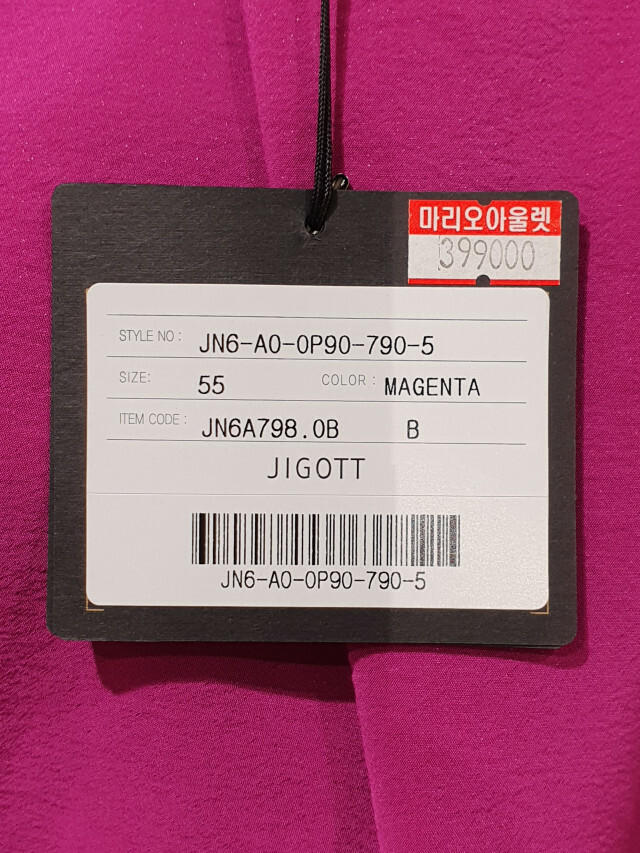 마리오아울렛
399000
STYLE NO : JN6-A0-0P90-790-5
SIZE: 55 COLOR : MAGENTA
ITEM CODE : JN6A798.0B B
JIGOTT
JN6-A0-0P90-790-5